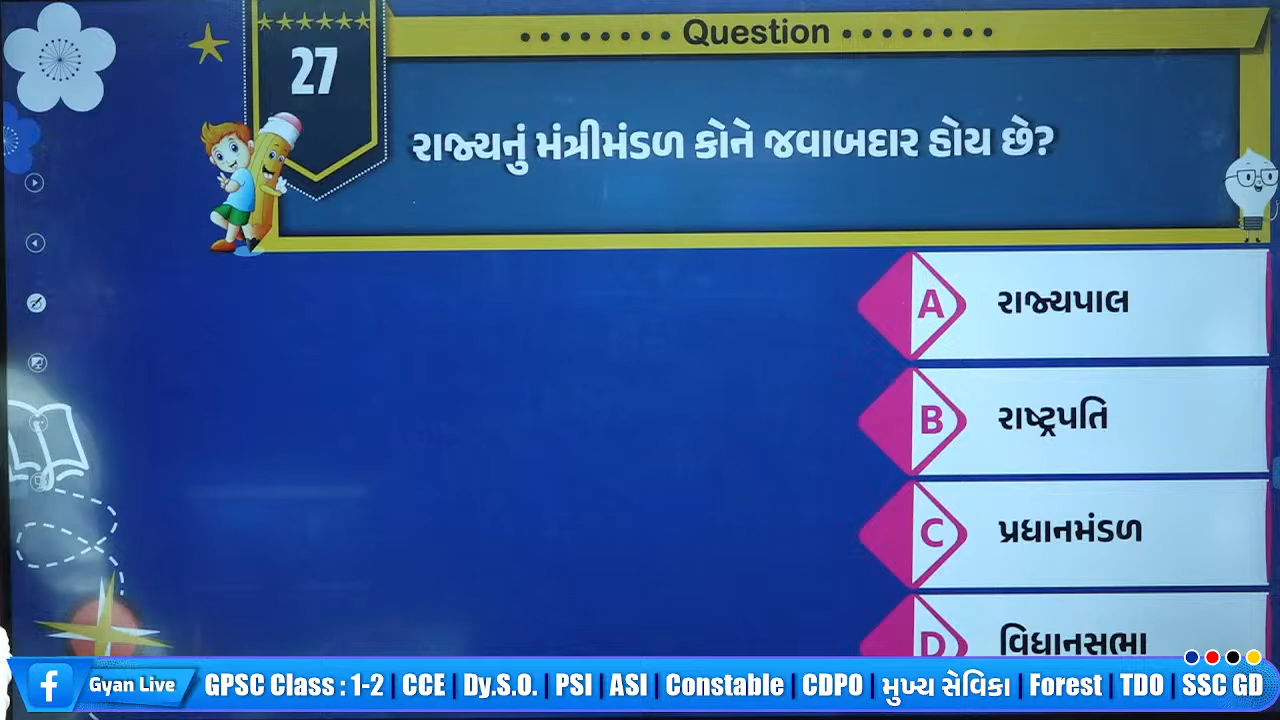 Question
27
રાજ્યનું મંત્રીમંડળ કોને જવાબદાર હોય છે?
A રાજ્યપાલ
B રાષ્ટ્રપતિ
C પ્રધાનમંડળ
D વિધાનસભા
Gyan Live GPSC Class : 1-2 | CCE | Dy.S.O. | PSI | ASI | Constable | CDPO | મુખ્ય સેવિકા | Forest | TDO | SSC GD